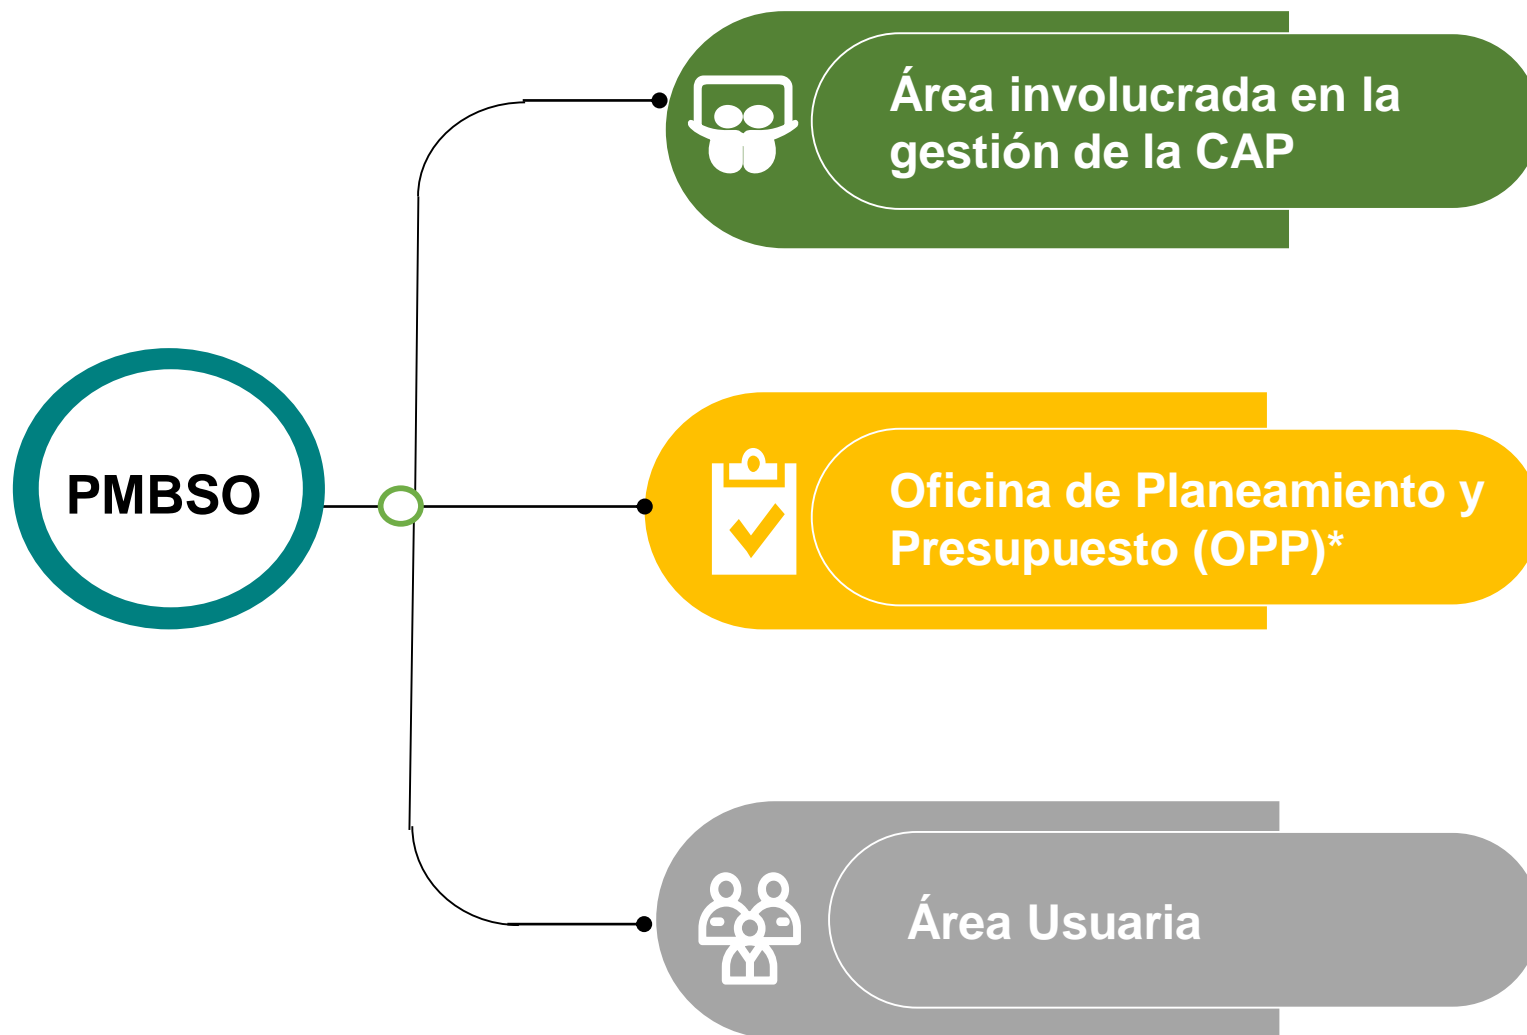 Área involucrada en la
gestión de la CAP
PMBSO
Oficina de Planeamiento y
Presupuesto (OPP)*
Área Usuaria